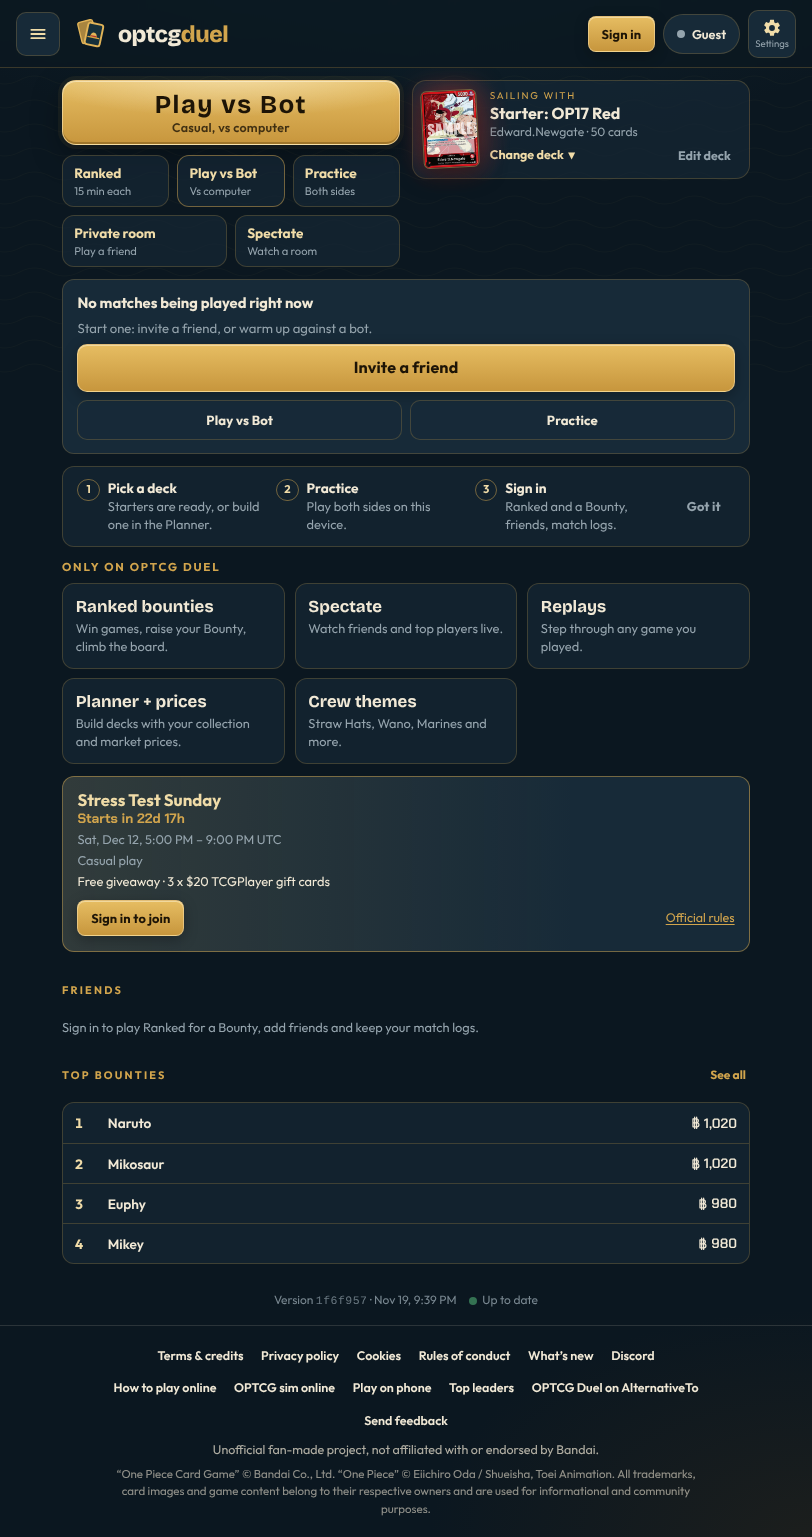 optcgduel
Sign in
Guest
Settings
Play vs Bot
Casual, vs computer
SAMPLE
SAILING WITH
Starter: OP17 Red
Edward.Newgate · 50 cards
Change deck ▼
Edit deck
Ranked
15 min each
Play vs Bot
Vs computer
Practice
Both sides
Private room
Play a friend
Spectate
Watch a room
No matches being played right now
Start one: invite a friend, or warm up against a bot.
Invite a friend
Play vs Bot
Practice
1
Pick a deck
Starters are ready, or build
one in the Planner.
2
Practice
Play both sides on this
device.
3
Sign in
Ranked and a Bounty,
friends, match logs.
Got it
ONLY ON OPTCG DUEL
Ranked bounties
Win games, raise your Bounty,
climb the board.
Spectate
Watch friends and top players live.
Replays
Step through any game you
played.
Planner + prices
Build decks with your collection
and market prices.
Crew themes
Straw Hats, Wano, Marines and
more.
Stress Test Sunday
Starts in 22d 17h
Sat, Dec 12, 5:00 PM – 9:00 PM UTC
Casual play
Free giveaway · 3 x $20 TCGPlayer gift cards
Sign in to join
Official rules
FRIENDS
Sign in to play Ranked for a Bounty, add friends and keep your match logs.
TOP BOUNTIES
See all
1 Naruto ฿ 1,020
2 Mikosaur ฿ 1,020
3 Euphy ฿ 980
4 Mikey ฿ 980
Version 1f6f957 · Nov 19, 9:39 PM Up to date
Terms & credits Privacy policy Cookies Rules of conduct What's new Discord
How to play online OPTCG sim online Play on phone Top leaders OPTCG Duel on AlternativeTo
Send feedback
Unofficial fan-made project, not affiliated with or endorsed by Bandai.
“One Piece Card Game” © Bandai Co., Ltd. “One Piece” © Eiichiro Oda / Shueisha, Toei Animation. All trademarks,
card images and game content belong to their respective owners and are used for informational and community
purposes.